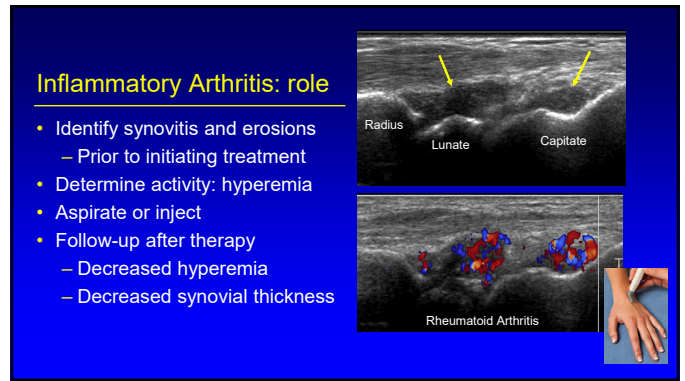 Inflammatory Arthritis: role
• Identify synovitis and erosions
– Prior to initiating treatment
• Determine activity: hyperemia
• Aspirate or inject
• Follow-up after therapy
– Decreased hyperemia
– Decreased synovial thickness
Radius
Lunate
Capitate
Rheumatoid Arthritis